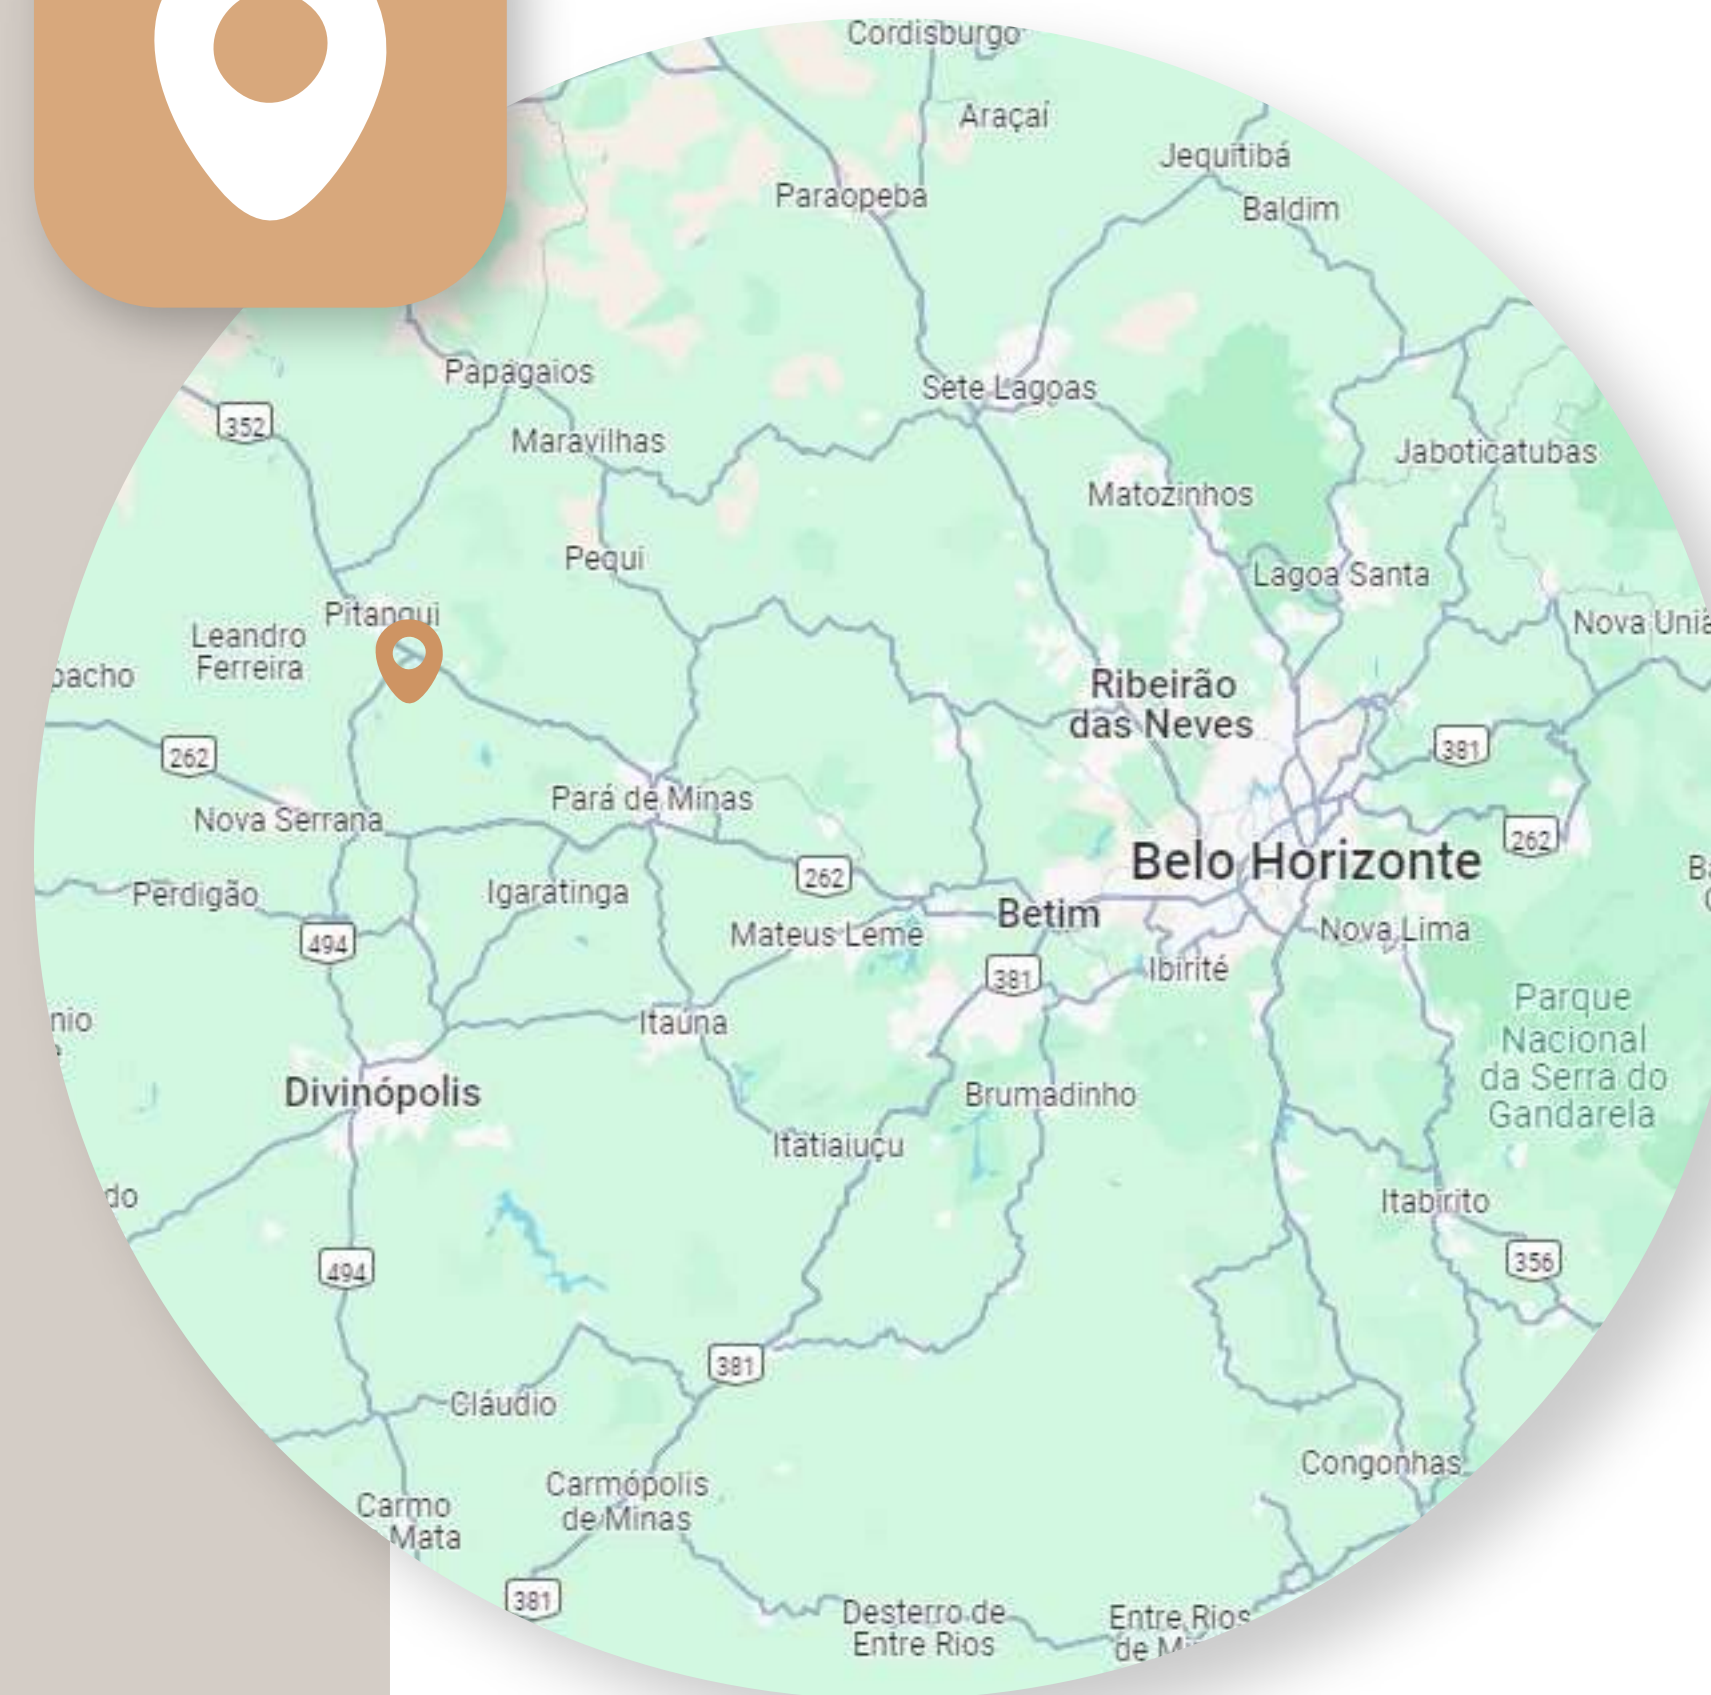 Cordisburgo
Araçaí
Jequitibá
Paraopeba
Baldim
Papagaios
Sete Lagoas
352
Maravilhas
Jaboticatubas
Matozinhos
Pequi
Lagoa Santa
Pitangui
Nova
Leandro
Ferreira
Ribeirão
das Neves
262
381
Pará de Minas
Nova Serrana
262
Belo Horizonte
262
Perdigão
Igaratinga
Betim
Mateus Leme
Nova Lima
494
381
Ibirité
Parque
Nacional
da Serra do
Gandarela
Itaúna
Divinópolis
Brumadinho
Itatiaiuçu
Itabirito
494
356
381
Cláudio
Congonhas
Carmópolis
de Minas
Carmo
Mata
381
Desterro de
Entre Rios
Entre Rios
de